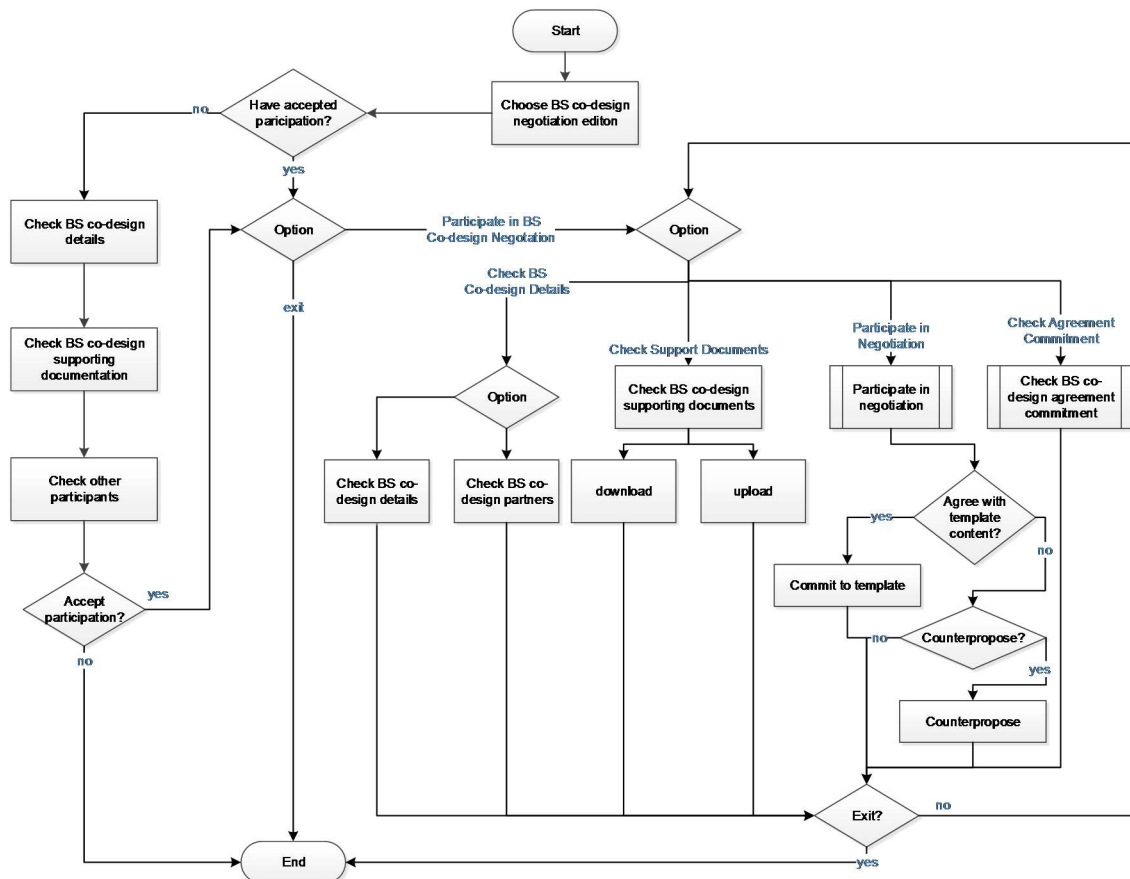 Start
Choose BS co-design
negotiation editon
Have accepted
paricipation?
no
yes
Check BS co-design
details
Option
Participate in BS
Co-design Negotation
Option
Check BS
Co-design Details
exit
Check BS co-design
supporting
documentation
Check Support Documents
Participate in
Negotiation
Check Agreement
Commitment
Option
Check BS co-design
supporting documents
Participate in
negotiation
Check BS co-
design agreement
commitment
Check other
participants
Check BS co-
design details
Check BS co-
design partners
download
upload
Agree with
template
content?
yes
no
Accept
participation?
yes
no
Commit to template
no
Counterpropose?
yes
Counterpropose
Exit?
no
yes
End